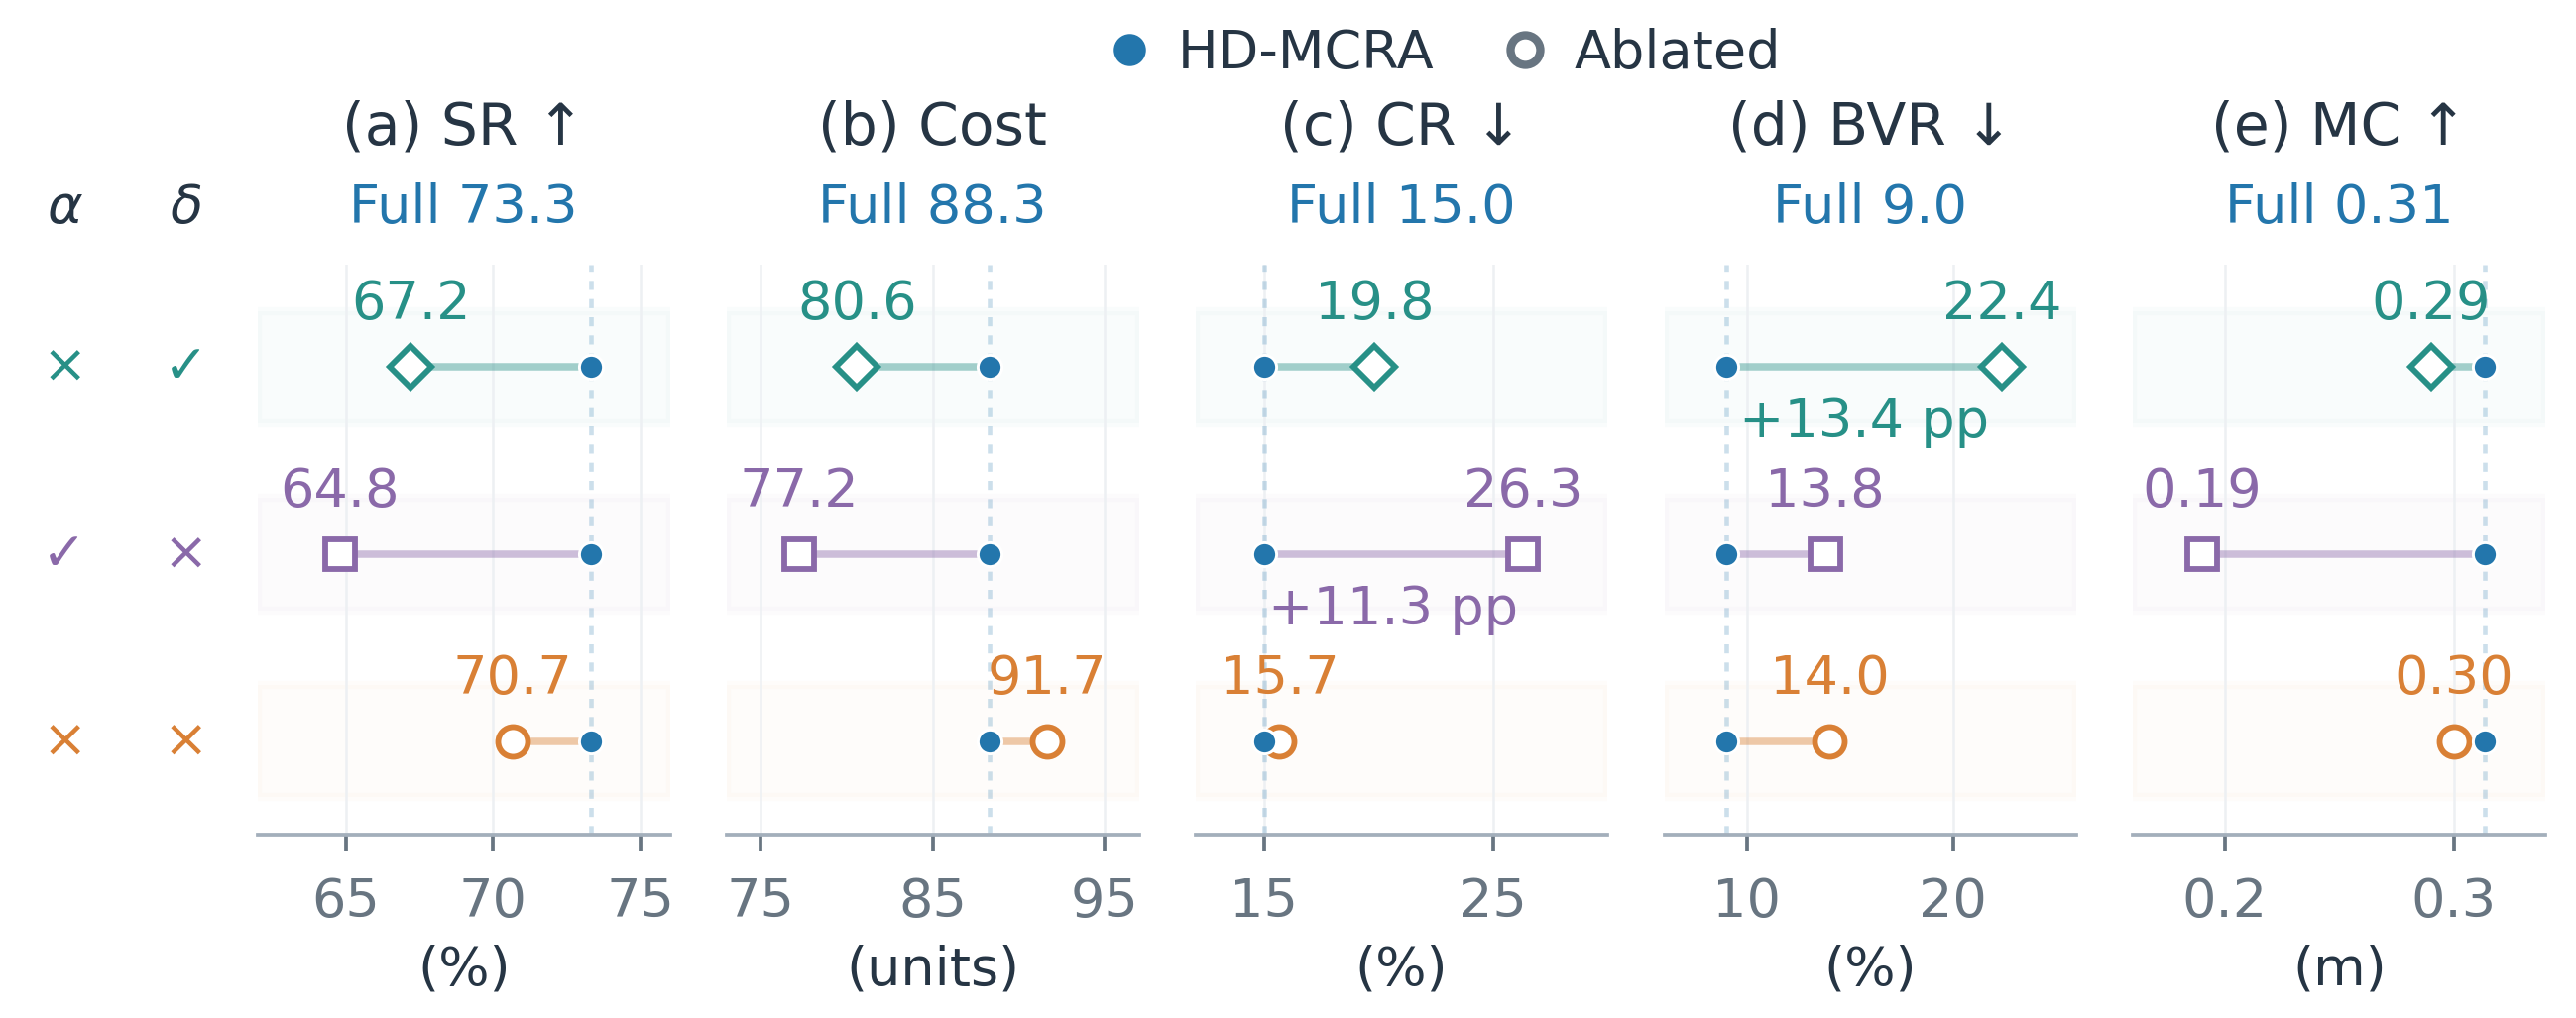 HD-MCRA Ablated
(a) SR ↑ (b) Cost (c) CR ↓ (d) BVR ↓ (e) MC ↑
α δ Full 73.3 Full 88.3 Full 15.0 Full 9.0 Full 0.31
67.2 80.6 19.8 22.4 0.29
× ✓
+13.4 pp
64.8 77.2 26.3 13.8 0.19
✓ ×
+11.3 pp
70.7 91.7 15.7 14.0 0.30
× ×
65 70 75 75 85 95 15 25 10 20 0.2 0.3
(%) (units) (%) (%) (m)